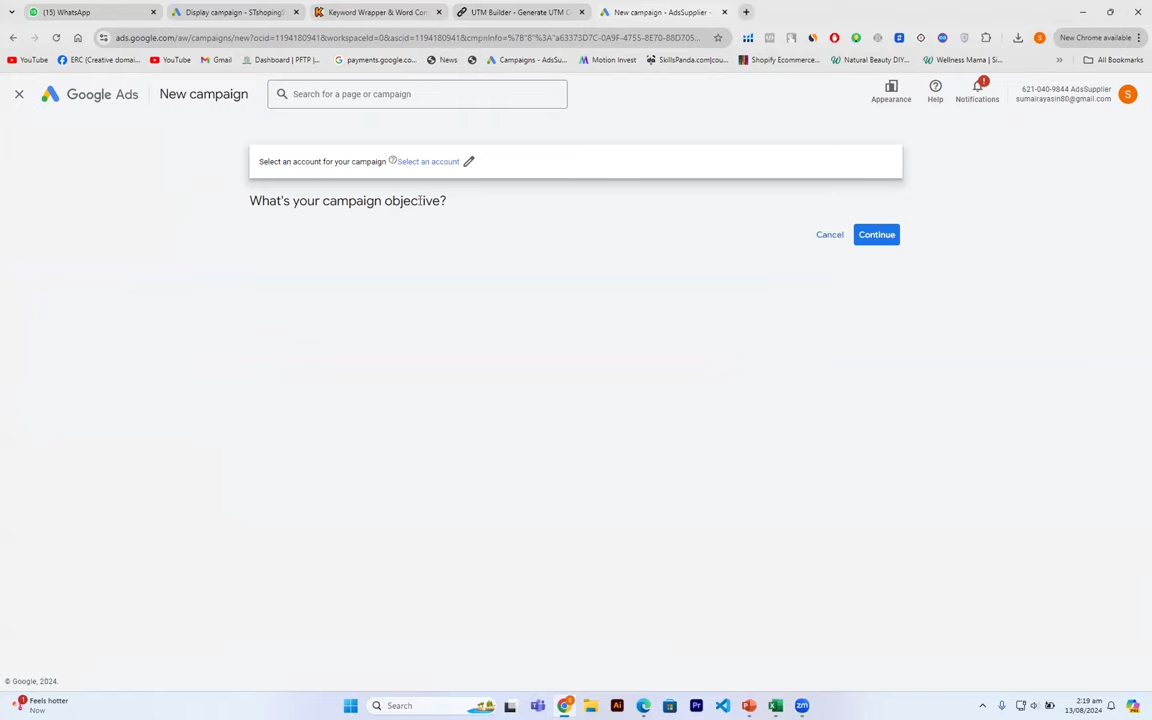 (15) WhatsApp
Display campaign - STshopingS
Keyword Wrapper & Word Con
UTM Builder - Generate UTM C
New campaign - AdsSupplier -
ads.google.com/aw/campaigns/new?ocid=1194180941&workspaceId=0&ascid=1194180941&cmpnInfo=%7B"8"%3A"a63373D7C-0A9F-4755-8E70-88D705...
New Chrome available
YouTube
ERC (Creative domai...
YouTube
Gmail
Dashboard | PFTP |...
payments.google.co...
News
Campaigns - AdsSu...
Motion Invest
SkillsPanda.com|cou...
Shopify Ecommerce...
Natural Beauty DIY...
Wellness Mama | Si...
All Bookmarks
Google Ads
New campaign
Search for a page or campaign
Appearance
Help
Notifications
621-040-9844 AdsSupplier
sumairayasin80@gmail.com
S
Select an account for your campaign Select an account
What's your campaign objective?
Cancel
Continue
© Google, 2024.
Feels hotter
Now
Search
2:19 am
13/08/2024